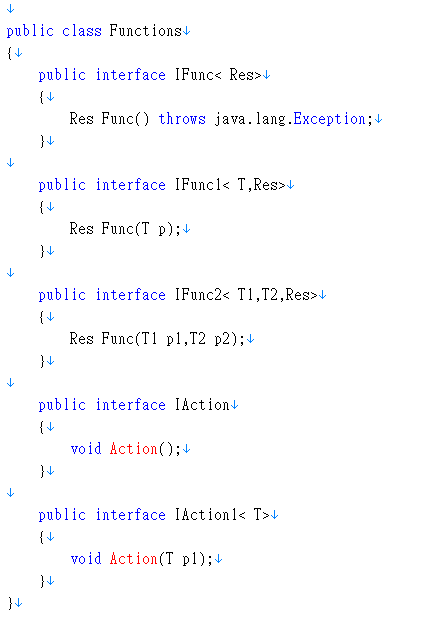 ↓
public class Functions↓
{↓
    public interface IFunc< Res>↓
    {↓
        Res Func() throws java.lang.Exception;↓
    }↓
↓
    public interface IFunc1< T,Res>↓
    {↓
        Res Func(T p);↓
    }↓
↓
    public interface IFunc2< T1,T2,Res>↓
    {↓
        Res Func(T1 p1,T2 p2);↓
    }↓
↓
    public interface IAction↓
    {↓
        void Action();↓
    }↓
↓
    public interface IAction1< T>↓
    {↓
        void Action(T p1);↓
    }↓
}↓